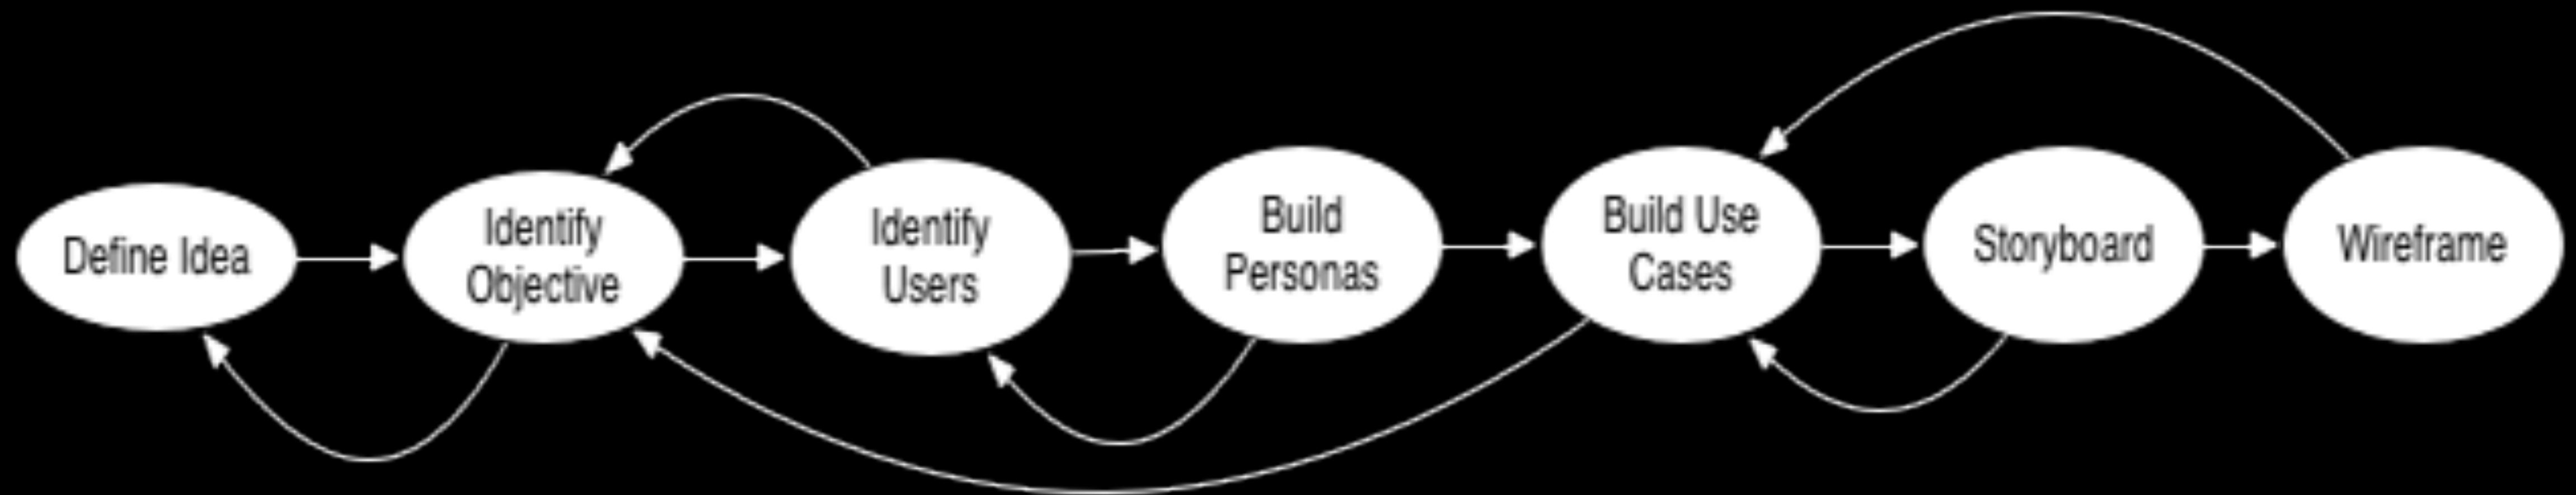 Define Idea
Identify
Objective
Identify
Users
Build
Personas
Build Use
Cases
Storyboard
Wireframe